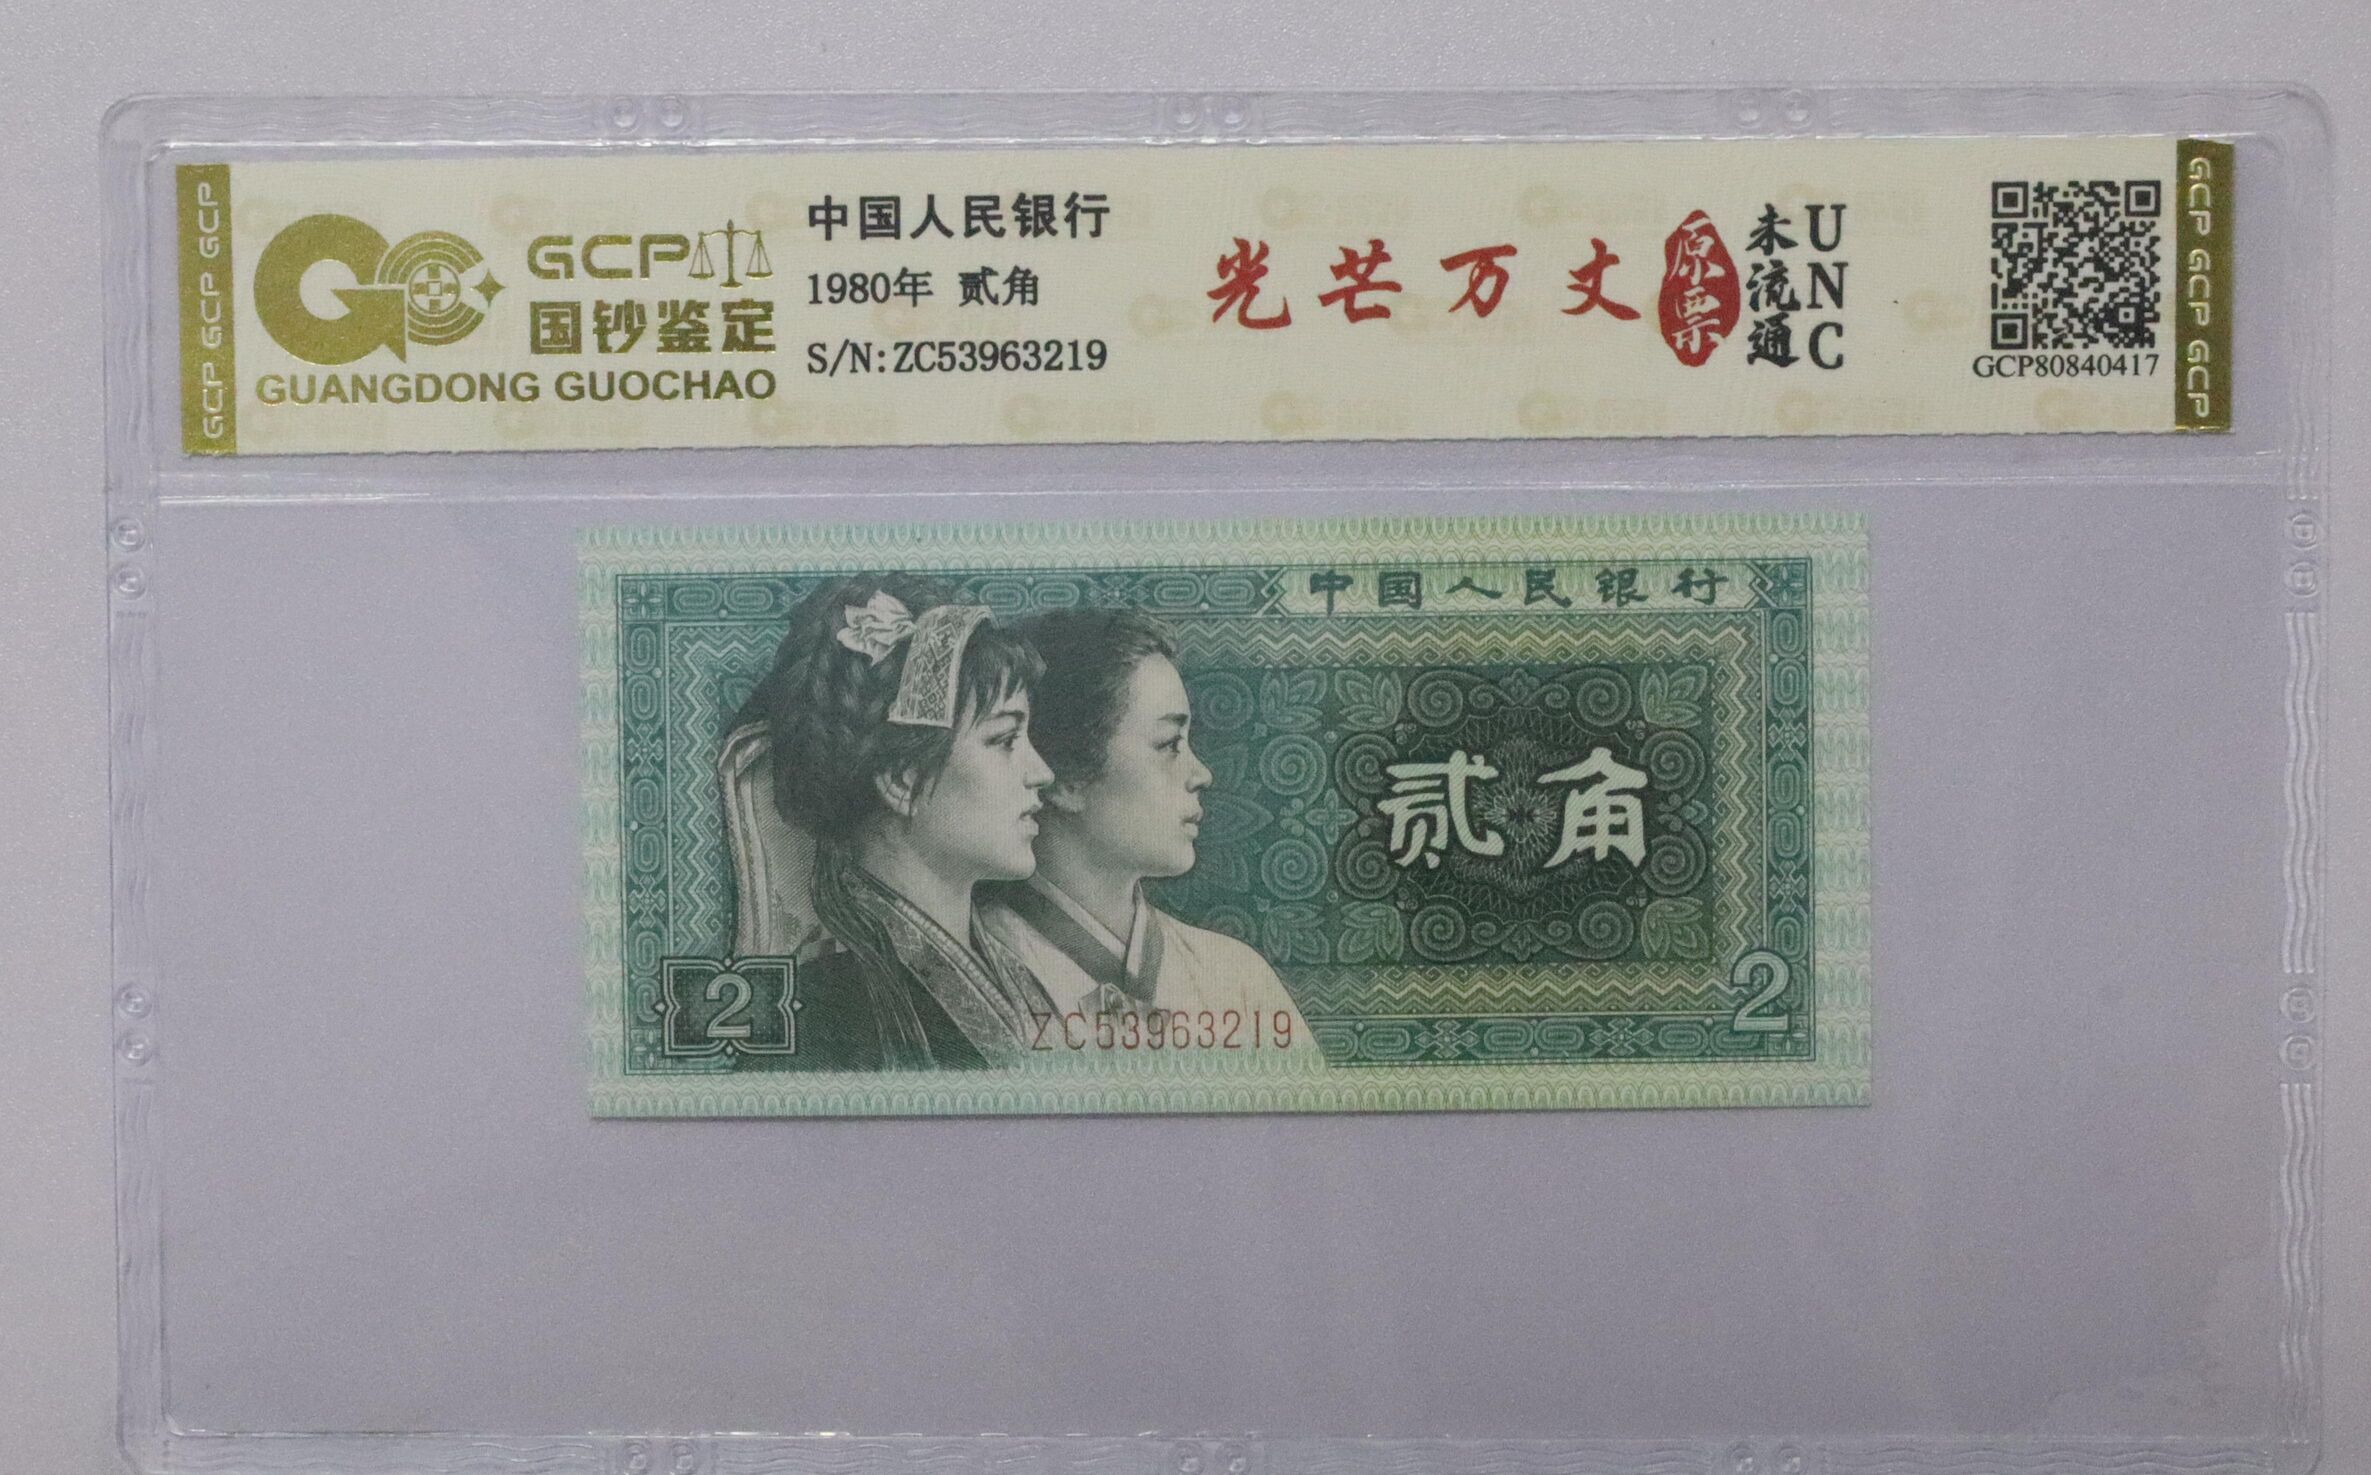 GCP GCP GCP
GCP
国钞鉴定
GUANGDONG GUOCHAO
中国人民银行
1980年 贰角
S/N:ZC53963219
光芒万丈
原票
未流通
UNC
GCP80840417
GCP GCP GCP
中国人民银行
贰角
2
ZC53963219
2